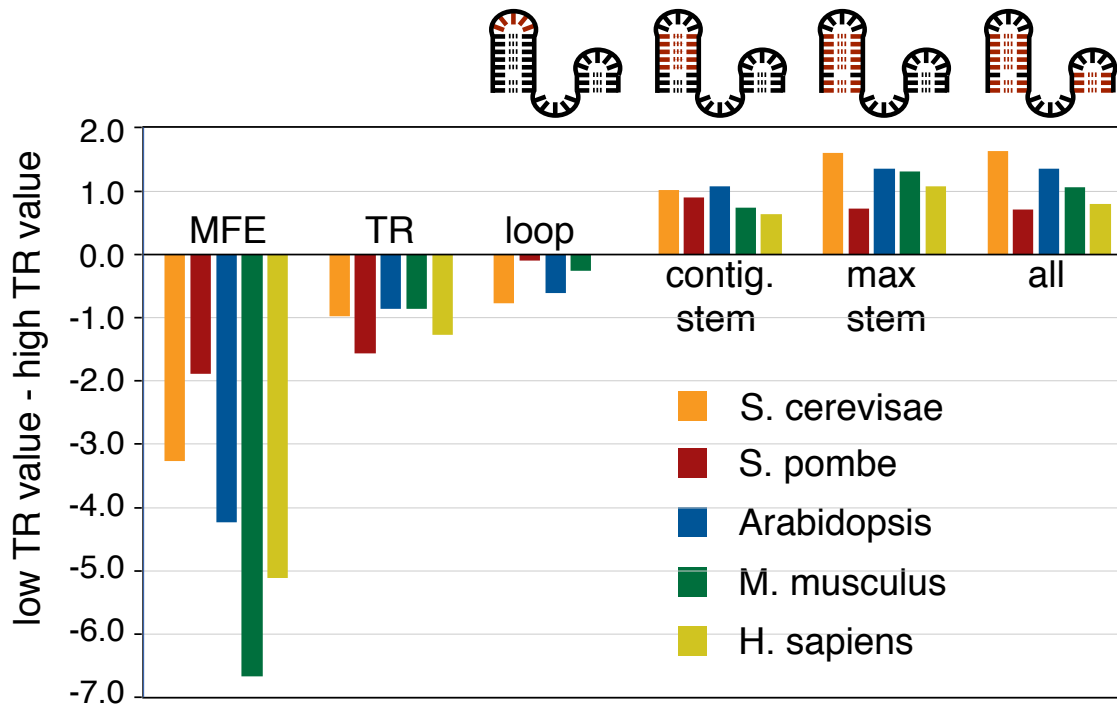 low TR value - high TR value
2.0
1.0
0.0
-1.0
-2.0
-3.0
-4.0
-5.0
-6.0
-7.0
MFE
TR
loop
contig.
stem
max
stem
all
S. cerevisae
S. pombe
Arabidopsis
M. musculus
H. sapiens